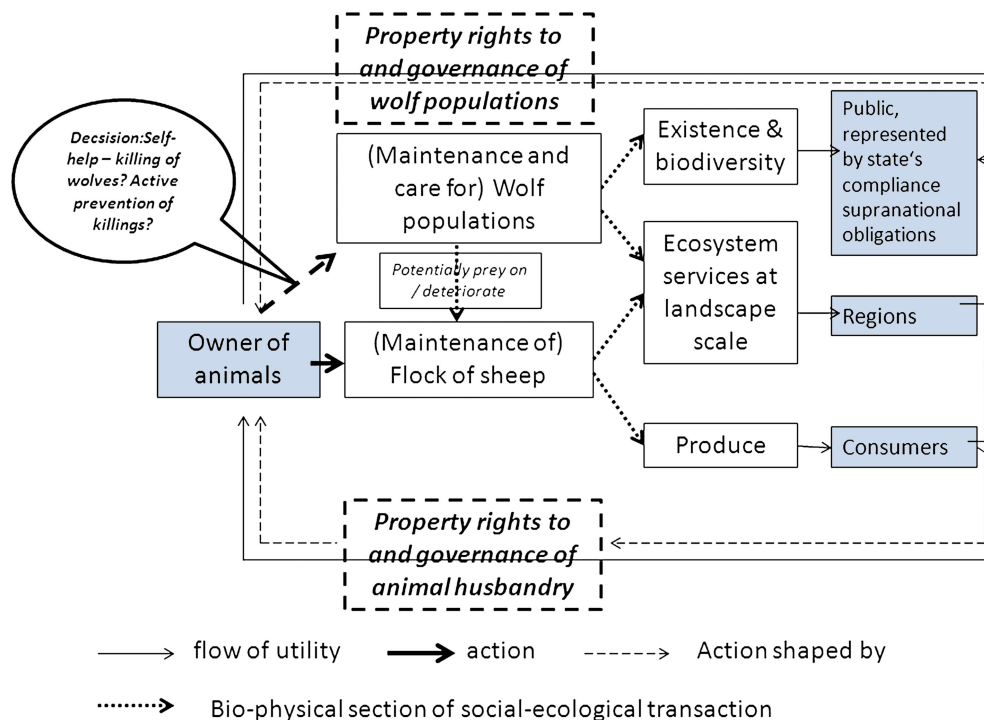 Property rights to
and governance of
wolf populations
Decsision:Self-
help – killing of
wolves? Active
prevention of
killings?
(Maintenance and
care for) Wolf
populations
Existence &
biodiversity
Public,
represented
by state's
compliance
supranational
obligations
Potentially prey on
/ deteriorate
Ecosystem
services at
landscape
scale
Regions
Owner of
animals
(Maintenance of)
Flock of sheep
Produce
Consumers
Property rights to
and governance of
animal husbandry
flow of utility
action
Action shaped by
Bio-physical section of social-ecological transaction